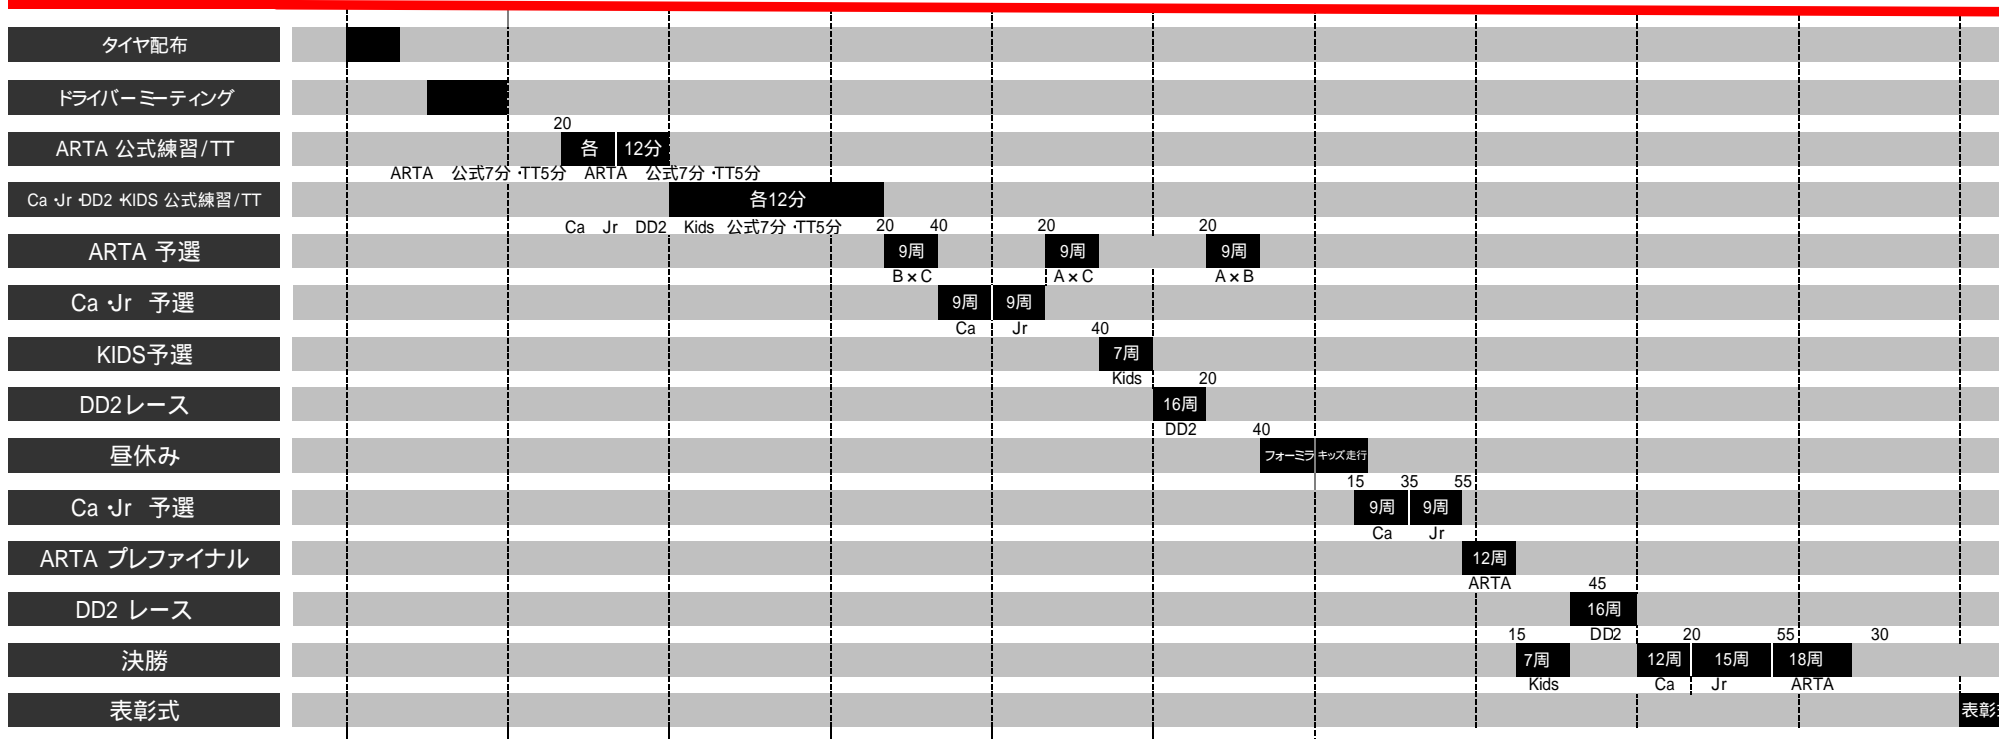 タイヤ配布
ドライバーミーティング
20
ARTA 公式練習/TT
各 12分
ARTA 公式7分・TT5分 ARTA 公式7分・TT5分
Ca・Jr・DD2・KIDS 公式練習/TT
各12分
Ca Jr DD2 Kids 公式7分・TT5分
20 40 20 20
ARTA 予選
9周 9周 9周
B×C A×C A×B
Ca・Jr 予選
9周 9周
Ca Jr 40
KIDS予選
7周
Kids 20
DD2レース
16周
DD2 40
昼休み
フォーミラ キッズ走行
15 35 55
Ca・Jr 予選
9周 9周
Ca Jr
ARTA プレファイナル
12周
ARTA 45
DD2 レース
16周
15 DD2 20 55 30
決勝
7周 12周 15周 18周
Kids Ca Jr ARTA
表彰式
表彰